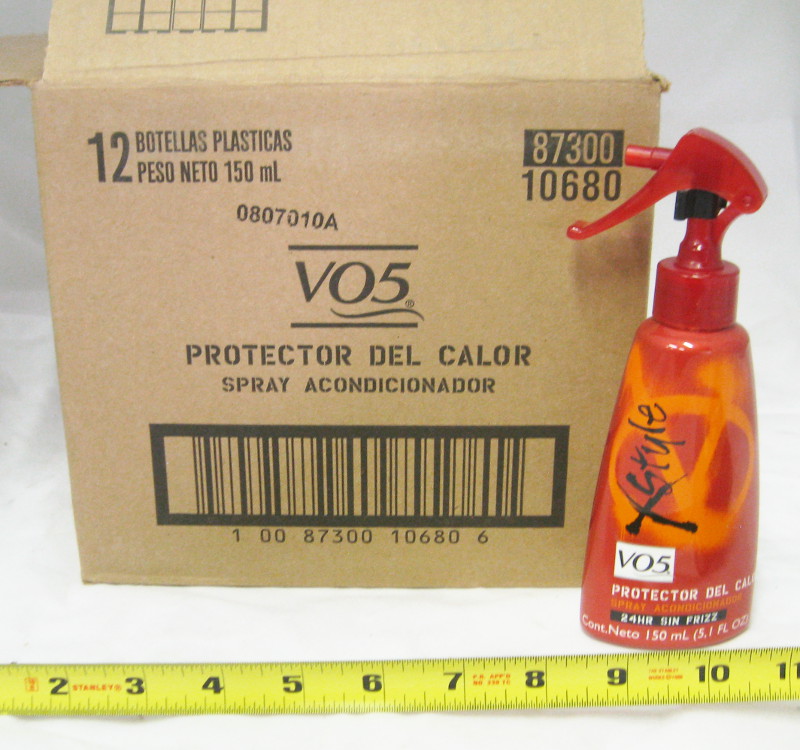 12 BOTELLAS PLASTICAS
PESO NETO 150 mL
87300
10680
0807010A
VO5®
PROTECTOR DEL CALOR
SPRAY ACONDICIONADOR
1 00 87300 10680 6
XStyle
VO5
PROTECTOR DEL CAL
SPRAY ACONDICIONADOR
24HR SIN FRIZZ
Cont.Neto 150 mL (5,1 FL OZ)
2 STANLEY® 3 4 5 6 7 P.R. APP'D 8 9 10 11